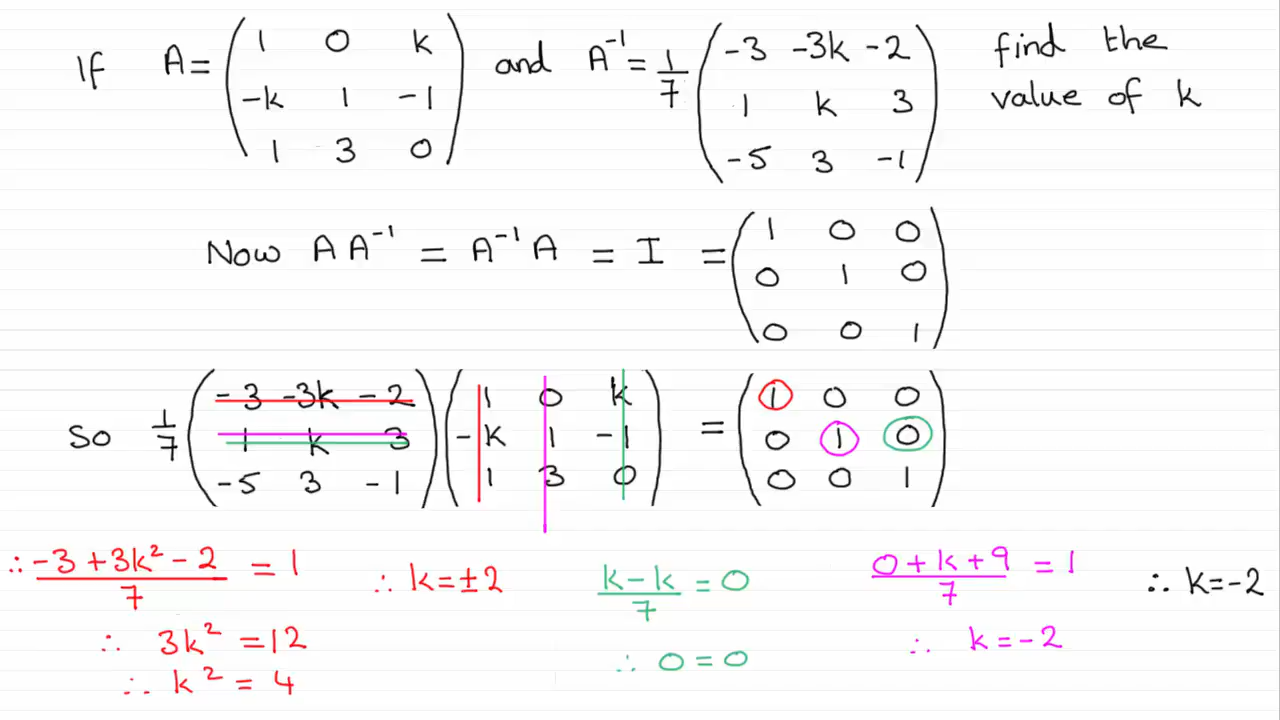 If A = ( 1 0 k ) and A⁻¹ = 1/7 ( -3 -3k -2 ) find the
( -k 1 -1 ) ( 1 k 3 ) value of k
( 1 3 0 ) ( -5 3 -1 )
Now A A⁻¹ = A⁻¹ A = I = ( 1 0 0 )
( 0 1 0 )
( 0 0 1 )
So 1/7 ( -3 -3k -2 ) ( 1 0 k ) = ( 1 0 0 )
( 1 k 3 ) ( -k 1 -1 ) ( 0 1 0 )
( -5 3 -1 ) ( 1 3 0 ) ( 0 0 1 )
∴ (-3 + 3k² - 2)/7 = 1
∴ 3k² = 12
∴ k² = 4
∴ k = ±2
(k - k)/7 = 0
∴ 0 = 0
(0 + k + 9)/7 = 1
∴ k = -2
∴ k = -2